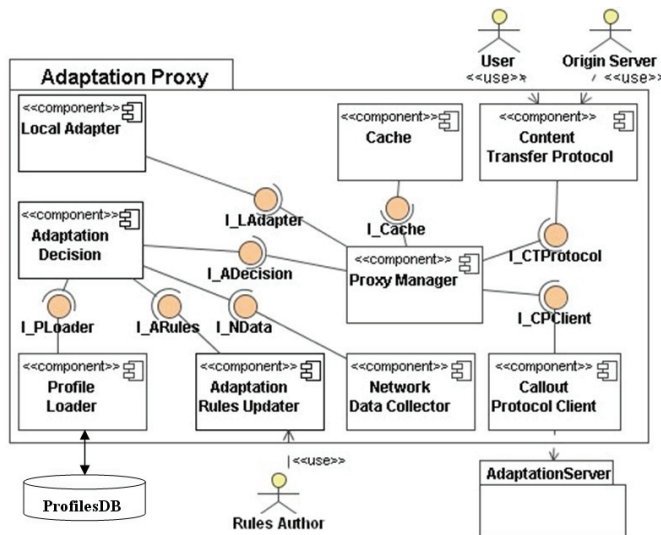 User
Origin Server
<<use>>
<<use>>
Adaptation Proxy
<<component>>
Local Adapter
<<component>>
Cache
<<component>>
Content
Transfer Protocol
I_LAdapter
I_Cache
<<component>>
Adaptation
Decision
I_ADecision
<<component>>
Proxy Manager
I_CTProtocol
I_PLoader
I_ARules
I_NData
I_CPClient
<<component>>
Profile
Loader
<<component>>
Adaptation
Rules Updater
<<component>>
Network
Data Collector
<<component>>
Callout
Protocol Client
<<use>>
ProfilesDB
Rules Author
AdaptationServer